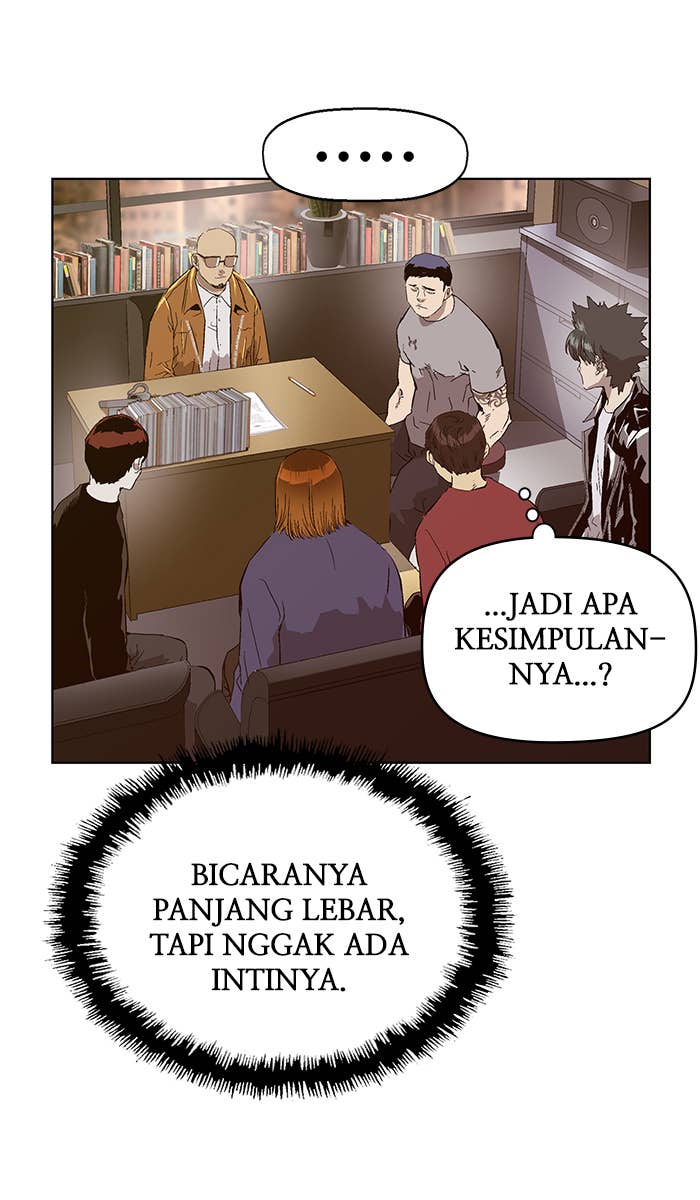 .....
...JADI APA
KESIMPULAN-
NYA...?
BICARANYA
PANJANG LEBAR,
TAPI NGGAK ADA
INTINYA.